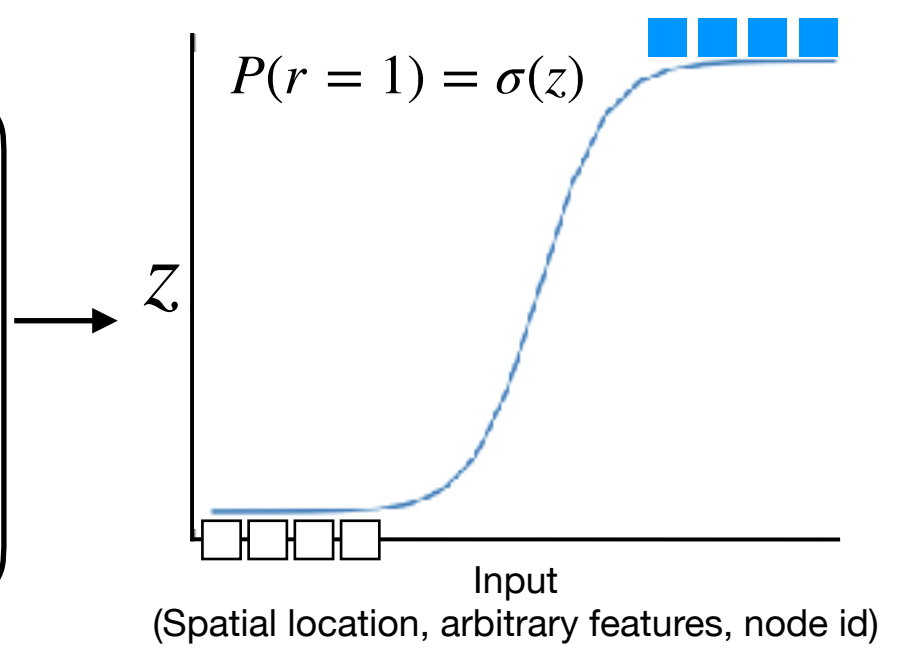 P(r = 1) = σ(z)
z
Input
(Spatial location, arbitrary features, node id)